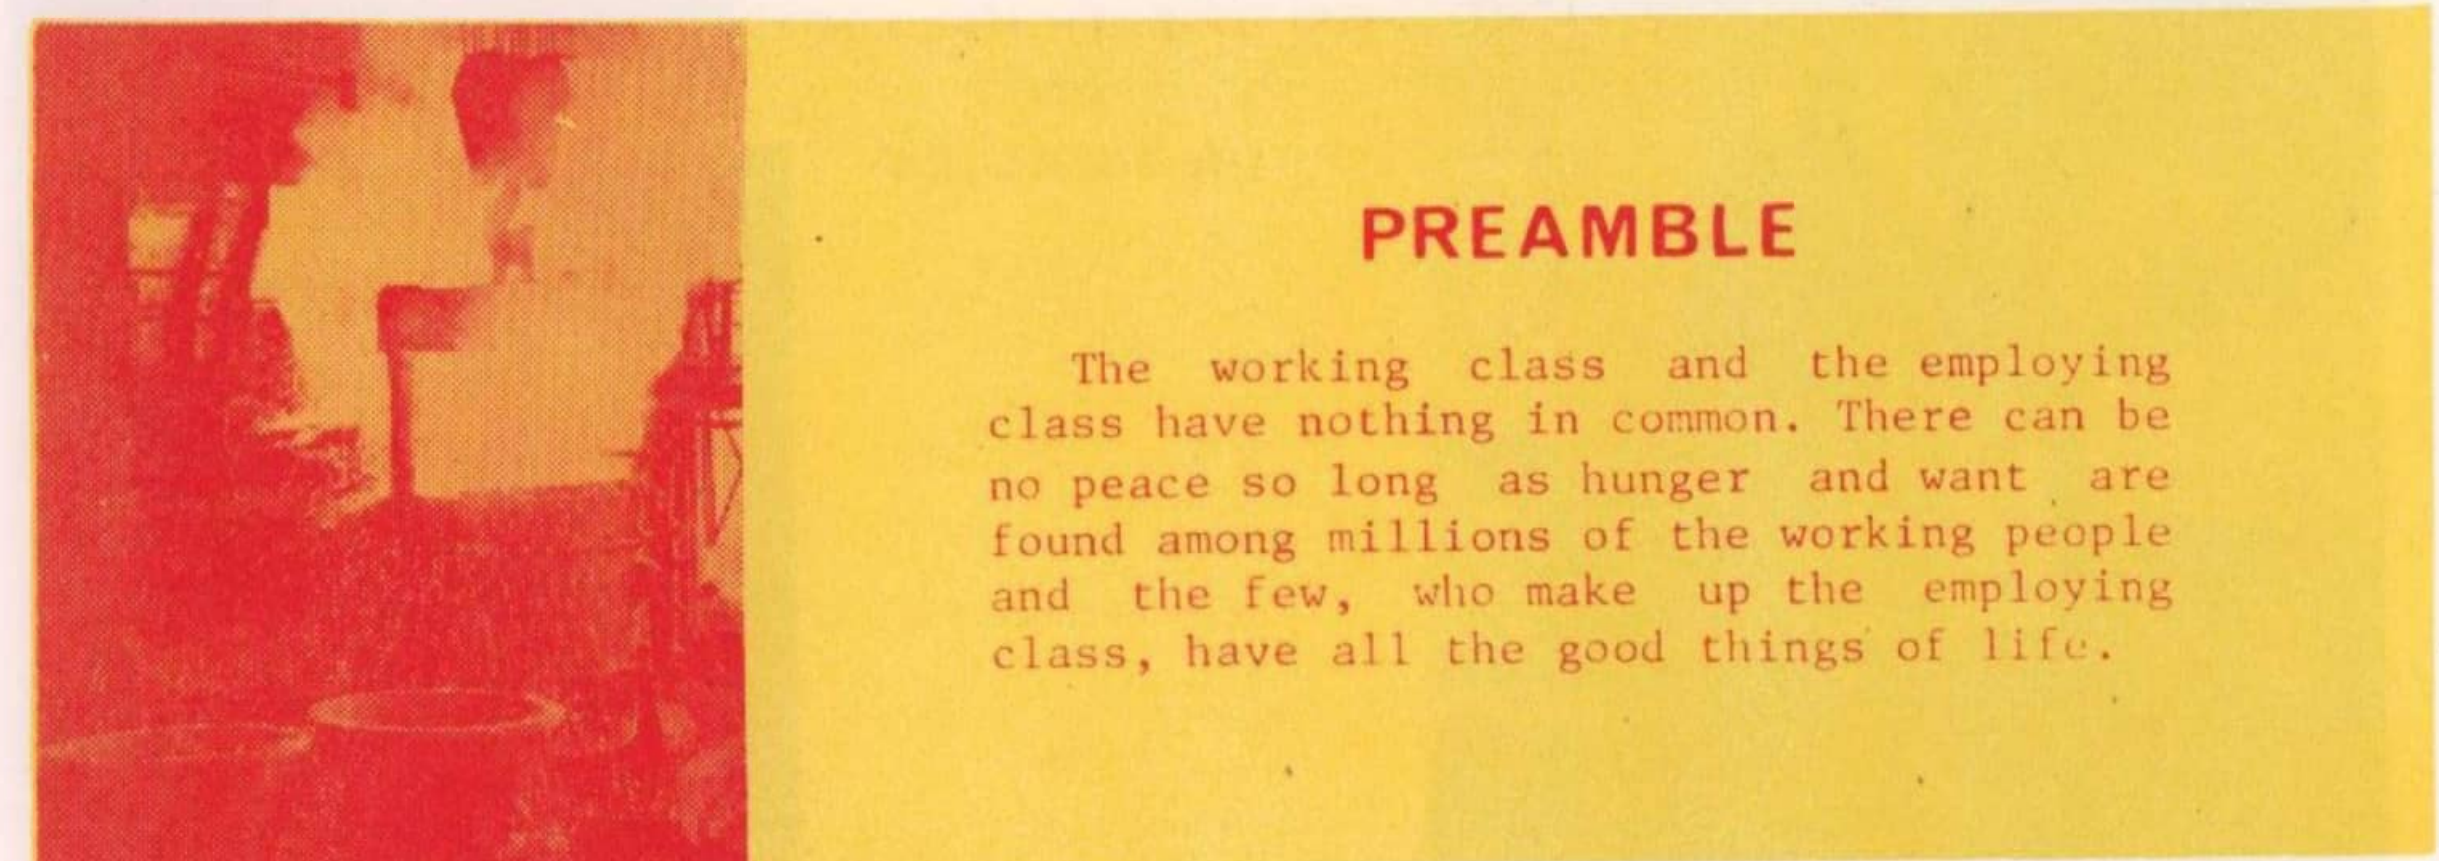 PREAMBLE
The working class and the employing
class have nothing in common. There can be
no peace so long as hunger and want are
found among millions of the working people
and the few, who make up the employing
class, have all the good things of life.